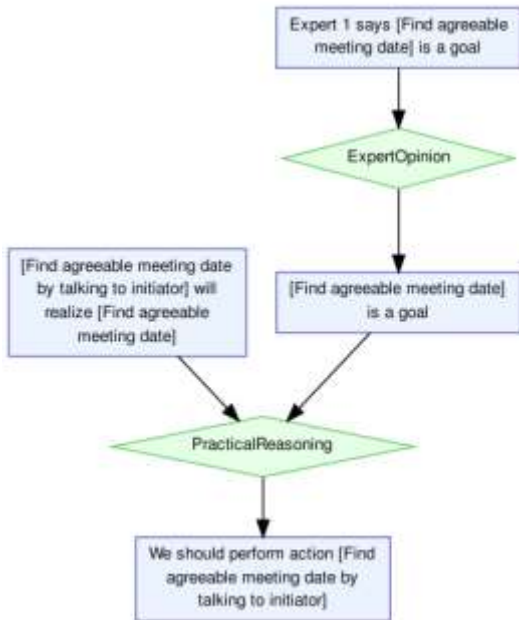 Expert 1 says [Find agreeable
meeting date] is a goal
ExpertOpinion
[Find agreeable meeting date
by talking to initiator] will
realize [Find agreeable
meeting date]
[Find agreeable meeting date]
is a goal
PracticalReasoning
We should perform action [Find
agreeable meeting date by
talking to initiator]